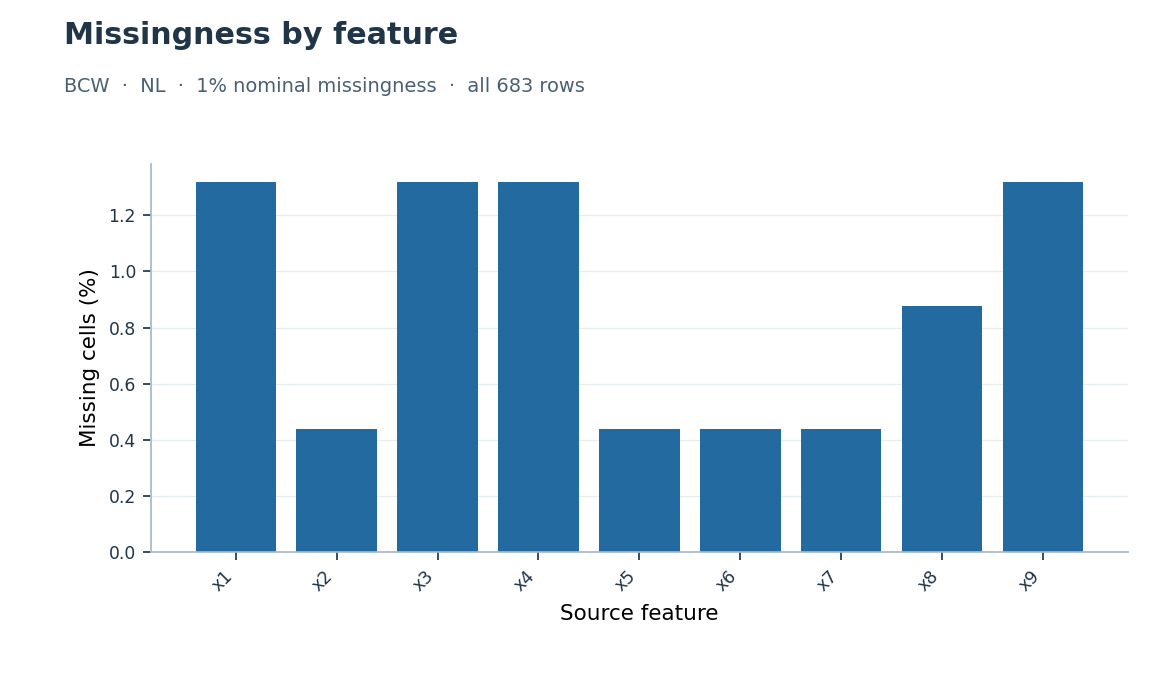 Missingness by feature
BCW · NL · 1% nominal missingness · all 683 rows
Missing cells (%)
1.2
1.0
0.8
0.6
0.4
0.2
0.0
x1 x2 x3 x4 x5 x6 x7 x8 x9
Source feature